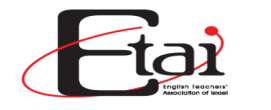 Etai
English Teachers'
Association of Israel